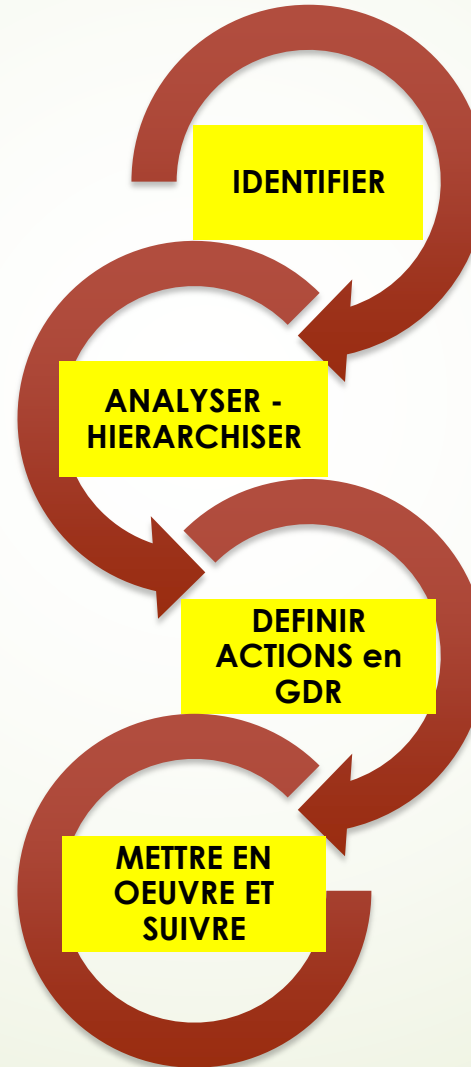 IDENTIFIER
ANALYSER -
HIERARCHISER
DEFINIR
ACTIONS en
GDR
METTRE EN
OEUVRE ET
SUIVRE